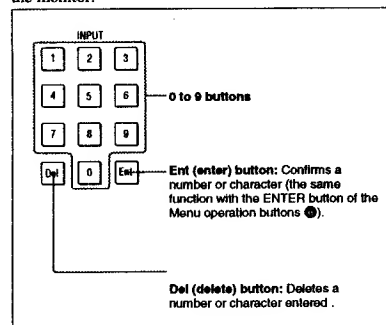 the monitor.
INPUT
1 2 3
4 5 6
0 to 9 buttons
7 8 9
Del 0 Ent
Ent (enter) button: Confirms a
number or character (the same
function with the ENTER button of the
Menu operation buttons
).
Del (delete) button: Deletes a
number or character entered .